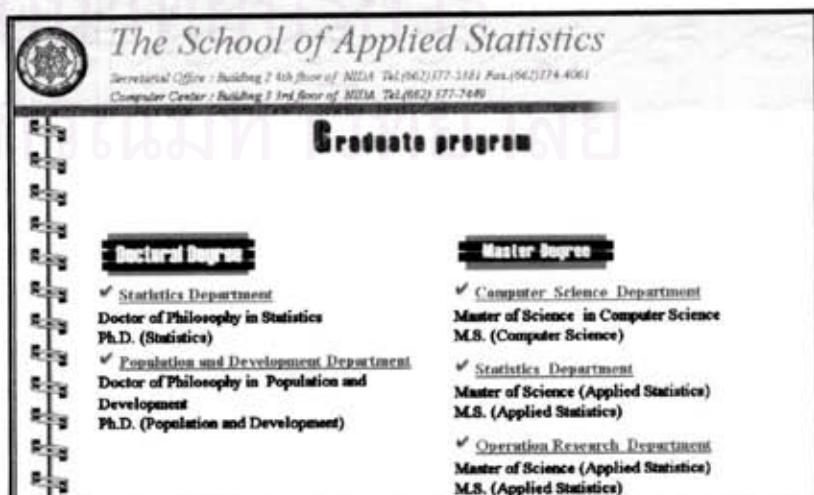 The School of Applied Statistics
Secretarial Office : Building 2 4th floor of NIDA Tel.(662)377-3381 Fax.(662)374-4061
Computer Center : Building 3 3rd floor of NIDA Tel.(662) 377-7449
Graduate program
Doctoral Degree
✔ Statistics Department
Doctor of Philosophy in Statistics
Ph.D. (Statistics)
✔ Population and Development Department
Doctor of Philosophy in Population and
Development
Ph.D. (Population and Development)
Master Degree
✔ Computer Science Department
Master of Science in Computer Science
M.S. (Computer Science)
✔ Statistics Department
Master of Science (Applied Statistics)
M.S. (Applied Statistics)
✔ Operation Research Department
Master of Science (Applied Statistics)
M.S. (Applied Statistics)